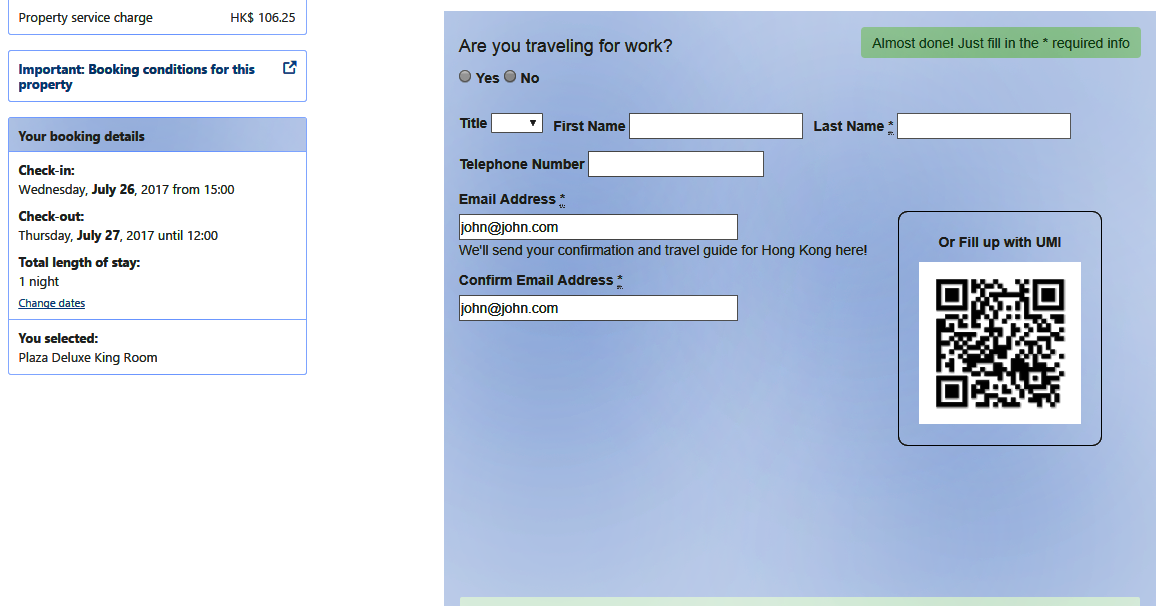 Property service charge HK$ 106.25
Important: Booking conditions for this
property
Your booking details
Check-in:
Wednesday, July 26, 2017 from 15:00
Check-out:
Thursday, July 27, 2017 until 12:00
Total length of stay:
1 night
Change dates
You selected:
Plaza Deluxe King Room
Almost done! Just fill in the * required info
Are you traveling for work?
Yes No
Title First Name Last Name *
Telephone Number
Email Address *
john@john.com
We'll send your confirmation and travel guide for Hong Kong here!
Confirm Email Address *
john@john.com
Or Fill up with UMI